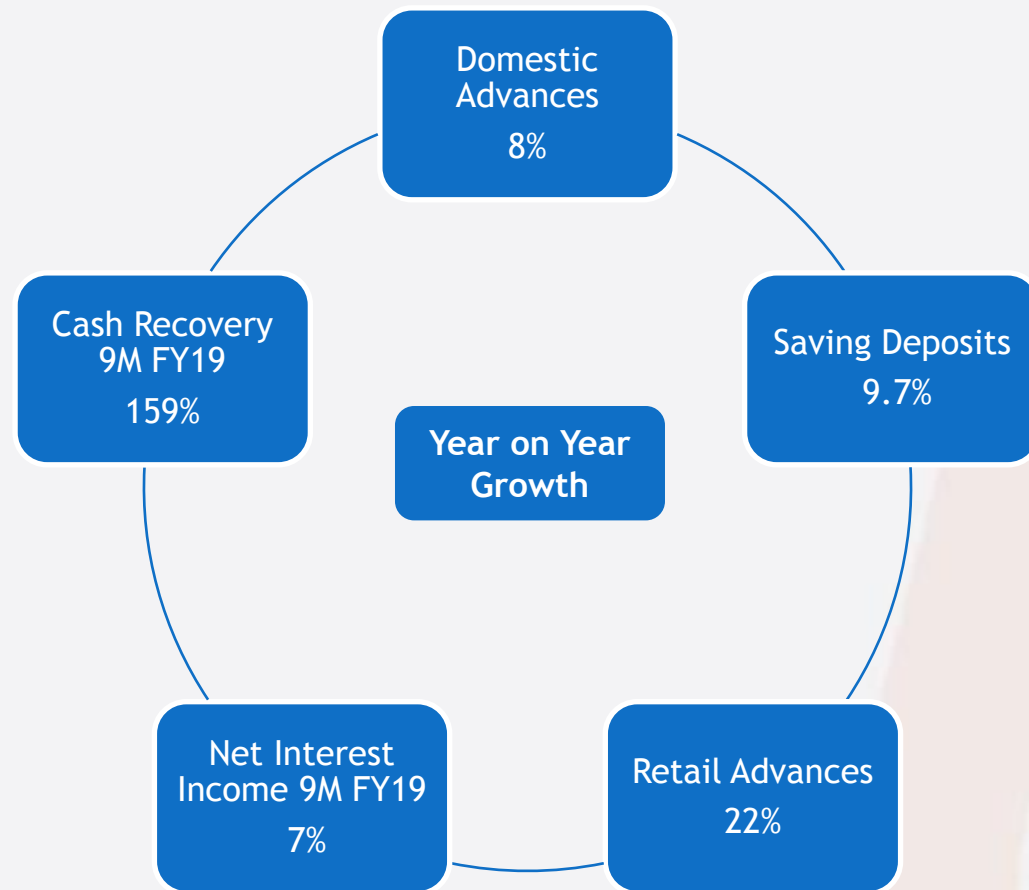 Domestic
Advances
8%
Saving Deposits
9.7%
Retail Advances
22%
Net Interest
Income 9M FY19
7%
Cash Recovery
9M FY19
159%
Year on Year
Growth